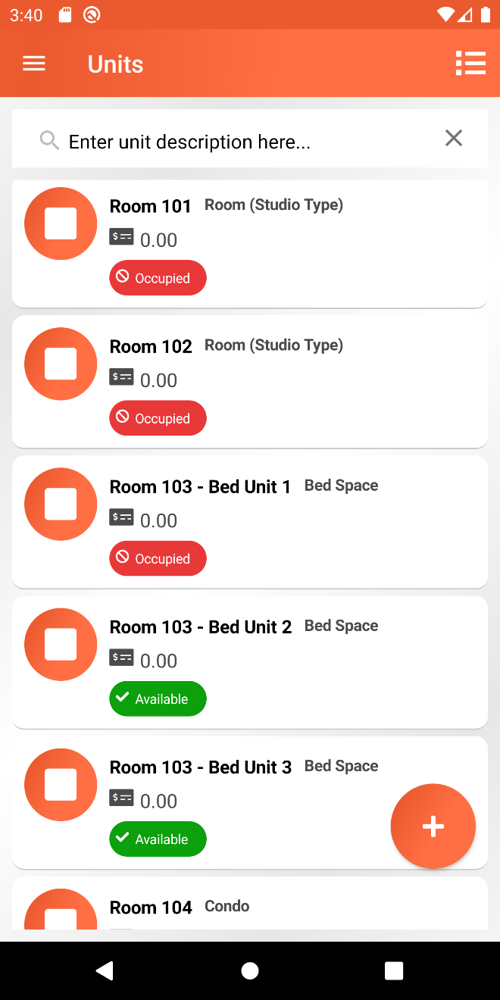 3:40
Units
Enter unit description here...
Room 101 Room (Studio Type)
0.00
Occupied
Room 102 Room (Studio Type)
0.00
Occupied
Room 103 - Bed Unit 1 Bed Space
0.00
Occupied
Room 103 - Bed Unit 2 Bed Space
0.00
Available
Room 103 - Bed Unit 3 Bed Space
0.00
Available
Room 104 Condo